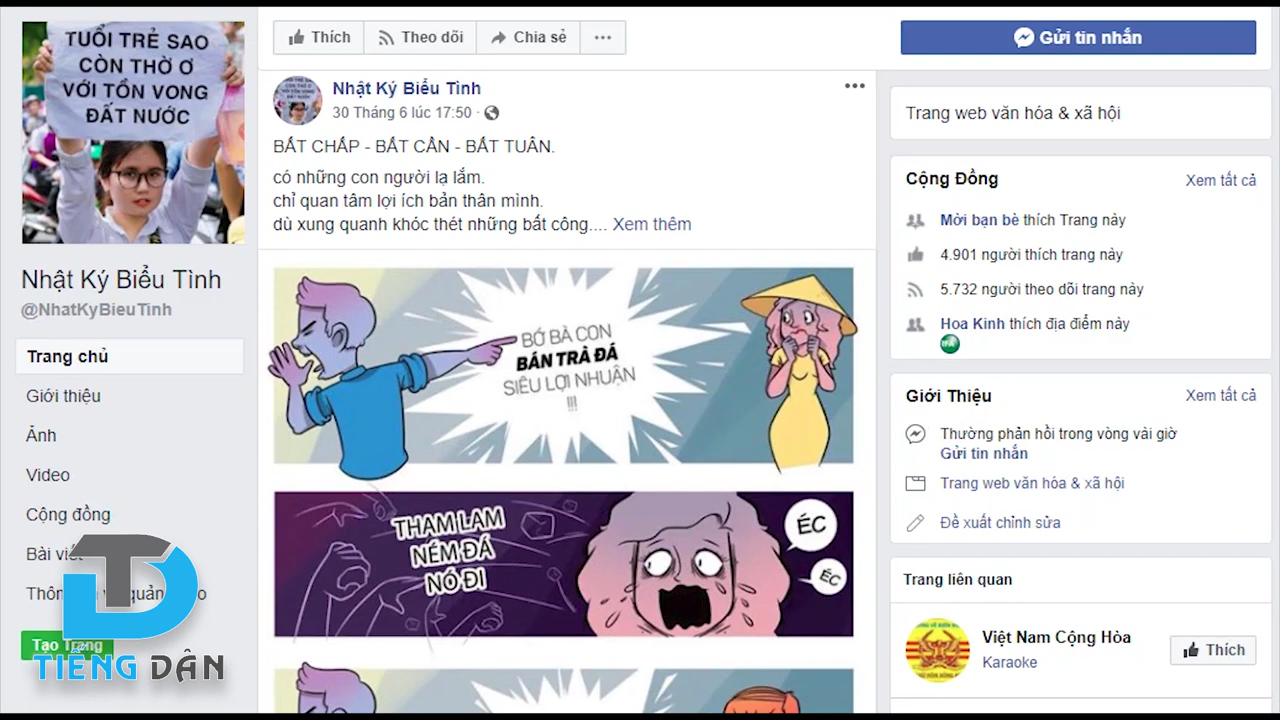 TUỔI TRẺ SAO
CÒN THỜ Ơ
VỚI TỒN VONG
ĐẤT NƯỚC
Nhật Ký Biểu Tình
@NhatKyBieuTinh
Trang chủ
Giới thiệu
Ảnh
Video
Cộng đồng
Bài viết
Tạo Trang
TIẾNG DÂN
Thích
Theo dõi
Chia sẻ
Gửi tin nhắn
Nhật Ký Biểu Tình
30 Tháng 6 lúc 17:50
BẤT CHẤP - BẤT CẦN - BẤT TUÂN.
có những con người lạ lắm.
chỉ quan tâm lợi ích bản thân mình.
dù xung quanh khóc thét những bất công.... Xem thêm
BỚ BÀ CON
BÁN TRÀ ĐÁ
SIÊU LỢI NHUẬN
!!!
THAM LAM
NÉM ĐÁ
NÓ ĐI
ÉC
ÉC
Trang web văn hóa & xã hội
Cộng Đồng
Xem tất cả
Mời bạn bè thích Trang này
4.901 người thích trang này
5.732 người theo dõi trang này
Hoa Kinh thích địa điểm này
Giới Thiệu
Xem tất cả
Thường phản hồi trong vòng vài giờ
Gửi tin nhắn
Trang web văn hóa & xã hội
Đề xuất chỉnh sửa
Trang liên quan
Việt Nam Cộng Hòa
Karaoke
Thích